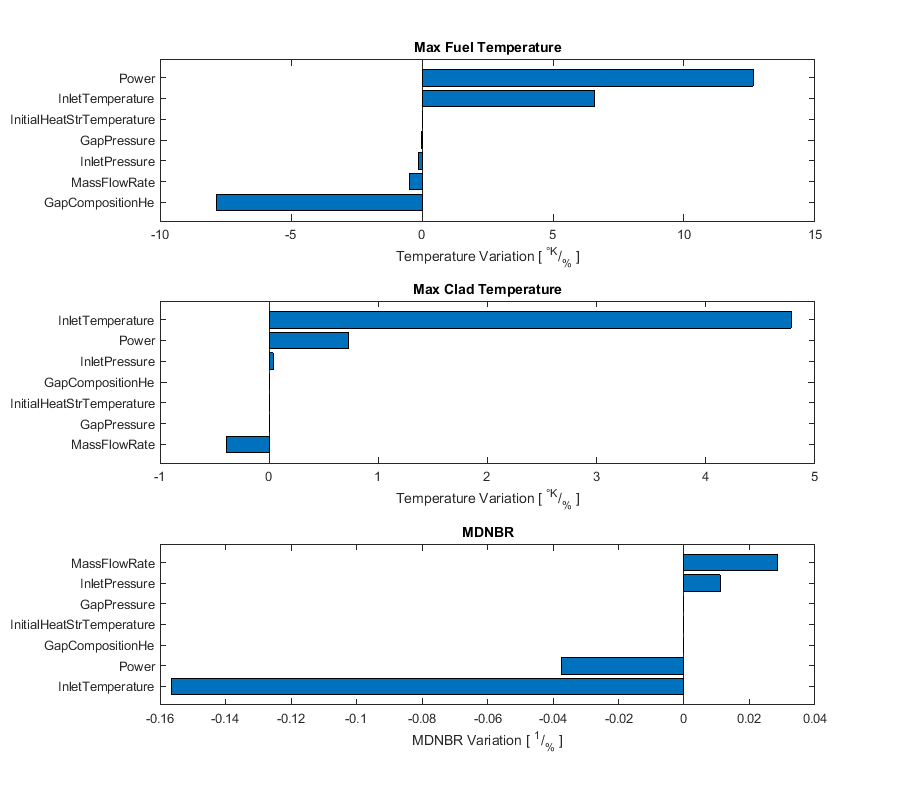 Max Fuel Temperature
Power
InletTemperature
InitialHeatStrTemperature
GapPressure
InletPressure
MassFlowRate
GapCompositionHe
-10 -5 0 5 10 15
Temperature Variation [ °K/% ]
Max Clad Temperature
InletTemperature
Power
InletPressure
GapCompositionHe
InitialHeatStrTemperature
GapPressure
MassFlowRate
-1 0 1 2 3 4 5
Temperature Variation [ °K/% ]
MDNBR
MassFlowRate
InletPressure
GapPressure
InitialHeatStrTemperature
GapCompositionHe
Power
InletTemperature
-0.16 -0.14 -0.12 -0.1 -0.08 -0.06 -0.04 -0.02 0 0.02 0.04
MDNBR Variation [ 1/% ]